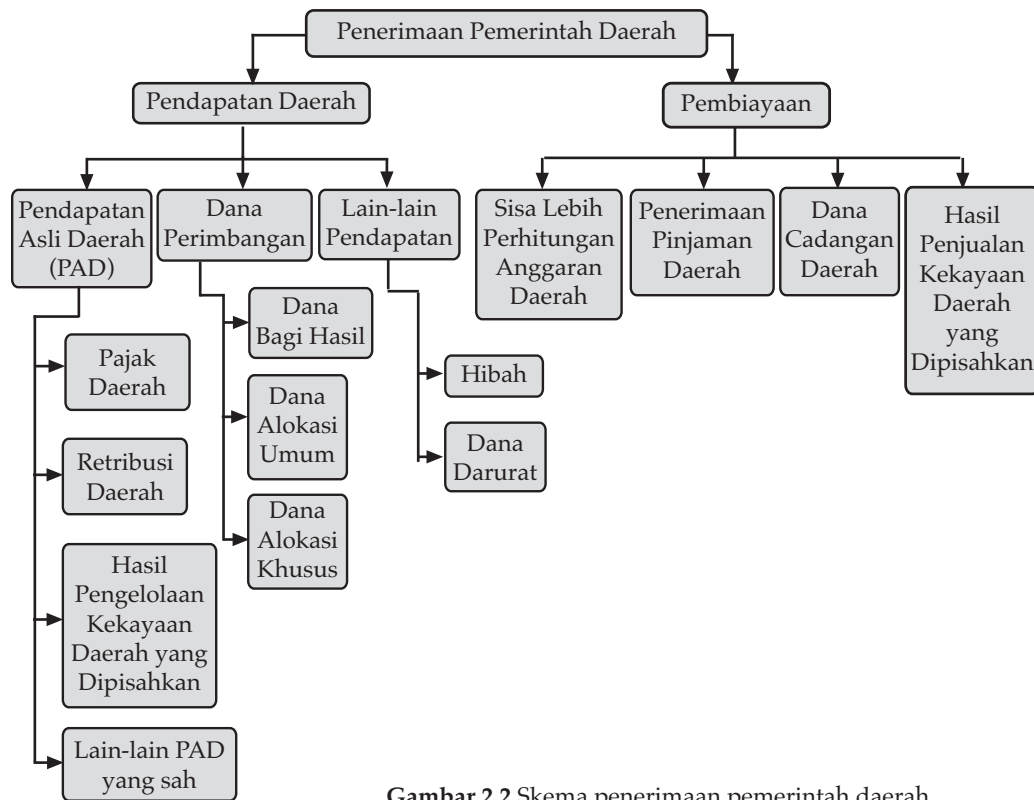 Penerimaan Pemerintah Daerah
Pendapatan Daerah
Pembiayaan
Pendapatan
Asli Daerah
(PAD)
Dana
Perimbangan
Lain-lain
Pendapatan
Sisa Lebih
Perhitungan
Anggaran
Daerah
Penerimaan
Pinjaman
Daerah
Dana
Cadangan
Daerah
Hasil
Penjualan
Kekayaan
Daerah
yang
Dipisahkan
Pajak
Daerah
Retribusi
Daerah
Hasil
Pengelolaan
Kekayaan
Daerah yang
Dipisahkan
Lain-lain PAD
yang sah
Dana
Bagi Hasil
Dana
Alokasi
Umum
Dana
Alokasi
Khusus
Hibah
Dana
Darurat
Gambar 2.2 Skema penerimaan pemerintah daerah